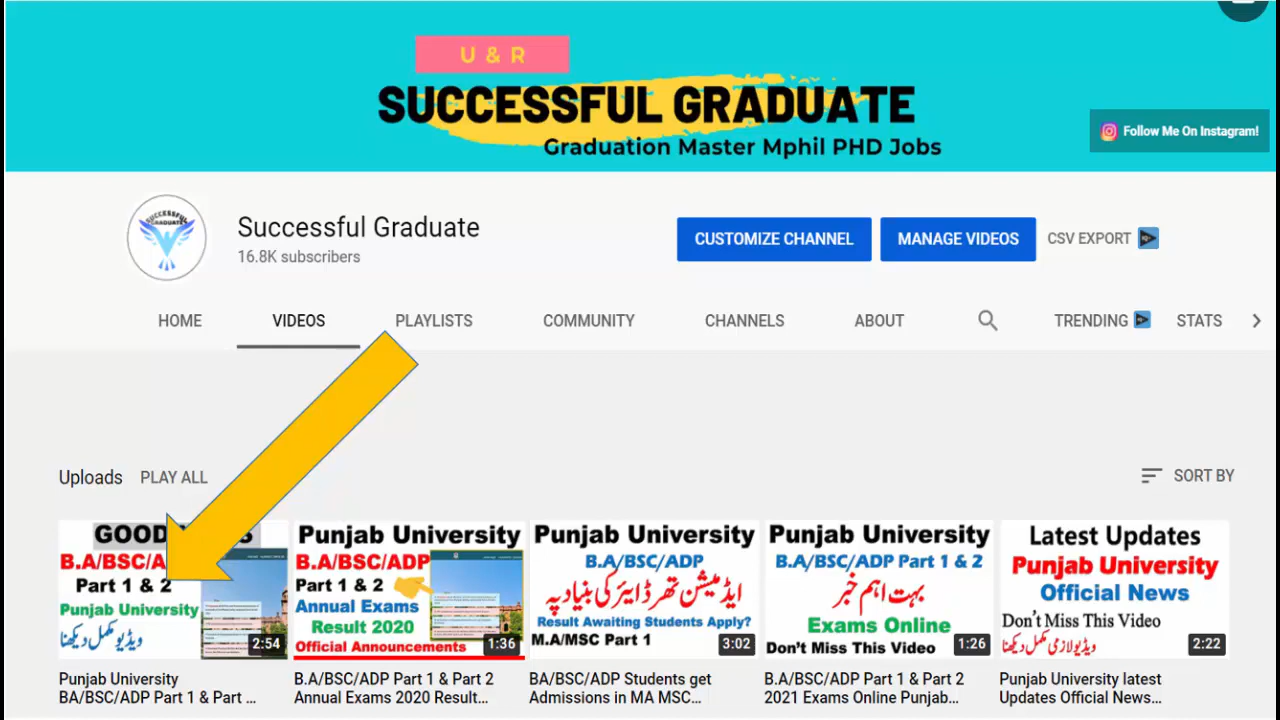 U & R
SUCCESSFUL GRADUATE
Graduation Master Mphil PHD Jobs
Follow Me On Instagram!
SUCCESSFUL
GRADUATE
Successful Graduate
16.8K subscribers
CUSTOMIZE CHANNEL
MANAGE VIDEOS
CSV EXPORT
HOME
VIDEOS
PLAYLISTS
COMMUNITY
CHANNELS
ABOUT
TRENDING
STATS
Uploads
PLAY ALL
SORT BY
GOOD
B.A/BSC/A
Part 1 & 2
Punjab University
ویڈیو مکمل دیکھنا
2:54
Punjab University
BA/BSC/ADP Part 1 & Part ...
Punjab University
B.A/BSC/ADP
Part 1 & 2
Annual Exams
Result 2020
Official Announcements
1:36
B.A/BSC/ADP Part 1 & Part 2
Annual Exams 2020 Result...
Punjab University
B.A/BSC/ADP
ایڈمیشن تھرڈ ایئر کی بنیاد پہ
Result Awaiting Students Apply?
M.A/MSC Part 1
3:02
BA/BSC/ADP Students get
Admissions in MA MSC...
Punjab University
B.A/BSC/ADP Part 1 & 2
بہت اہم خبر
Exams Online
Don't Miss This Video
1:26
B.A/BSC/ADP Part 1 & Part 2
2021 Exams Online Punjab...
Latest Updates
Punjab University
Official News
Don't Miss This Video
ویڈیو لازمی مکمل دیکھنا
2:22
Punjab University latest
Updates Official News...